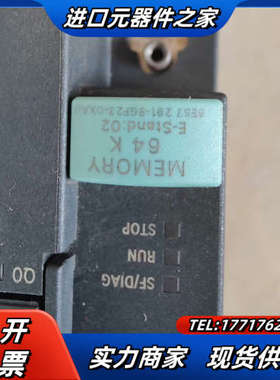 进口元器件之家
6ES7 291-8GF23-0XA0
E-Stand:02
64 K
MEMORY
STOP
RUN
SF/DIAG
Q0
开
票
TEL:1771762
实力商家 现货供